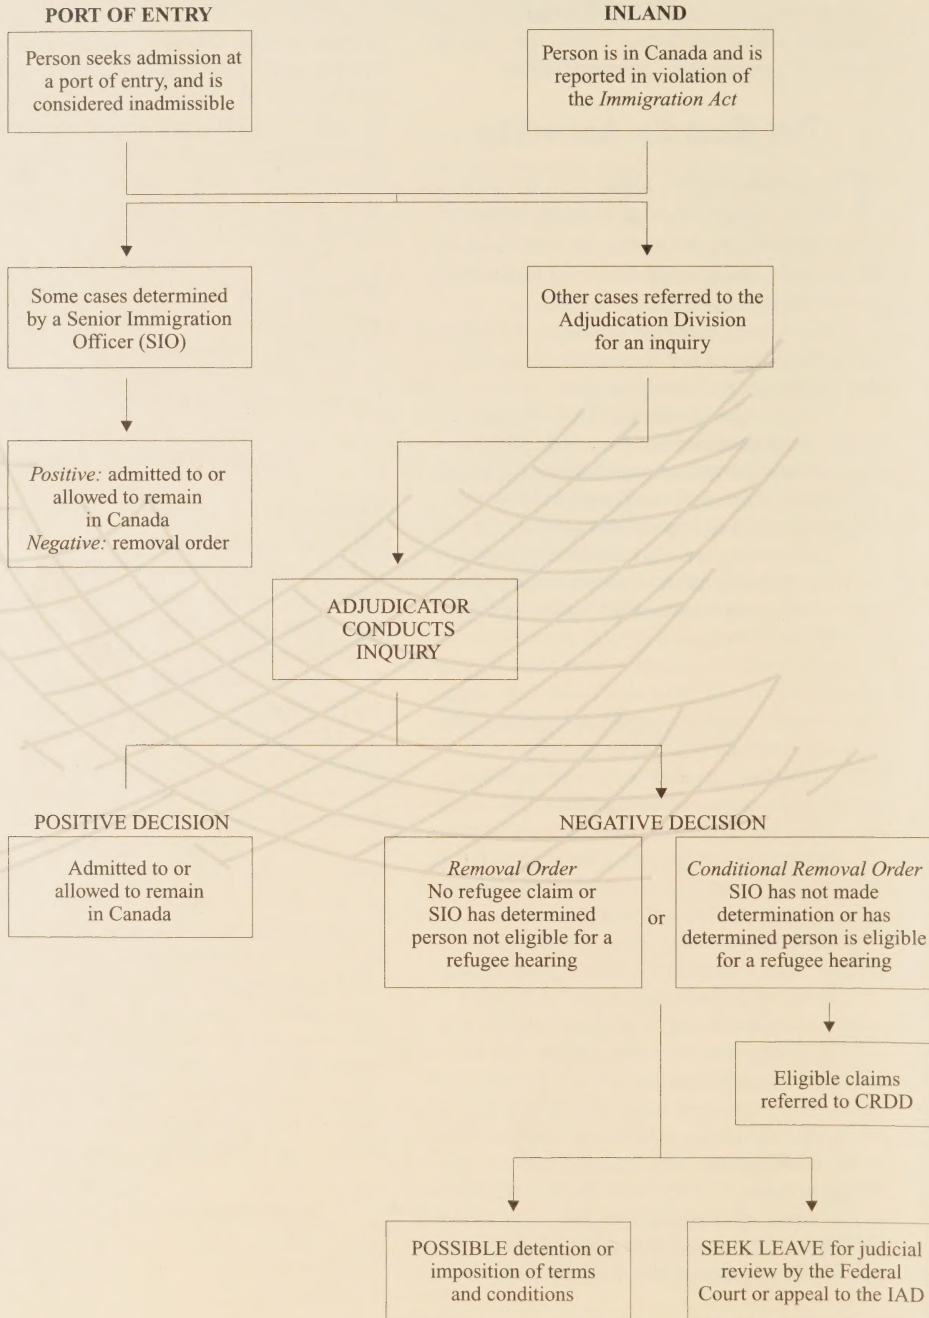 PORT OF ENTRY
Person seeks admission at
a port of entry, and is
considered inadmissible
INLAND
Person is in Canada and is
reported in violation of
the Immigration Act
Some cases determined
by a Senior Immigration
Officer (SIO)
Other cases referred to the
Adjudication Division
for an inquiry
Positive: admitted to or
allowed to remain
in Canada
Negative: removal order
ADJUDICATOR
CONDUCTS
INQUIRY
POSITIVE DECISION
Admitted to or
allowed to remain
in Canada
NEGATIVE DECISION
Removal Order
No refugee claim or
SIO has determined
person not eligible for a
refugee hearing
or
Conditional Removal Order
SIO has not made
determination or has
determined person is eligible
for a refugee hearing
Eligible claims
referred to CRDD
POSSIBLE detention or
imposition of terms
and conditions
SEEK LEAVE for judicial
review by the Federal
Court or appeal to the IAD